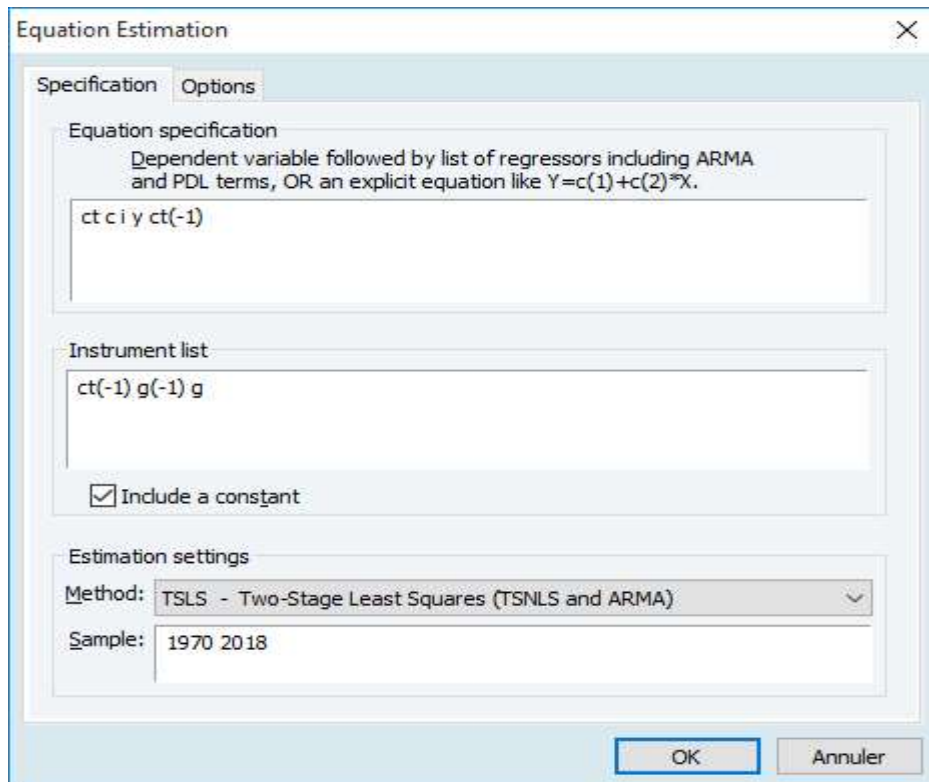 Equation Estimation
Specification
Options
Equation specification
Dependent variable followed by list of regressors including ARMA
and PDL terms, OR an explicit equation like Y=c(1)+c(2)*X.
ct c i y ct(-1)
Instrument list
ct(-1) g(-1) g
Include a constant
Estimation settings
Method: TSLS - Two-Stage Least Squares (TSNLS and ARMA)
Sample: 1970 2018
OK
Annuler